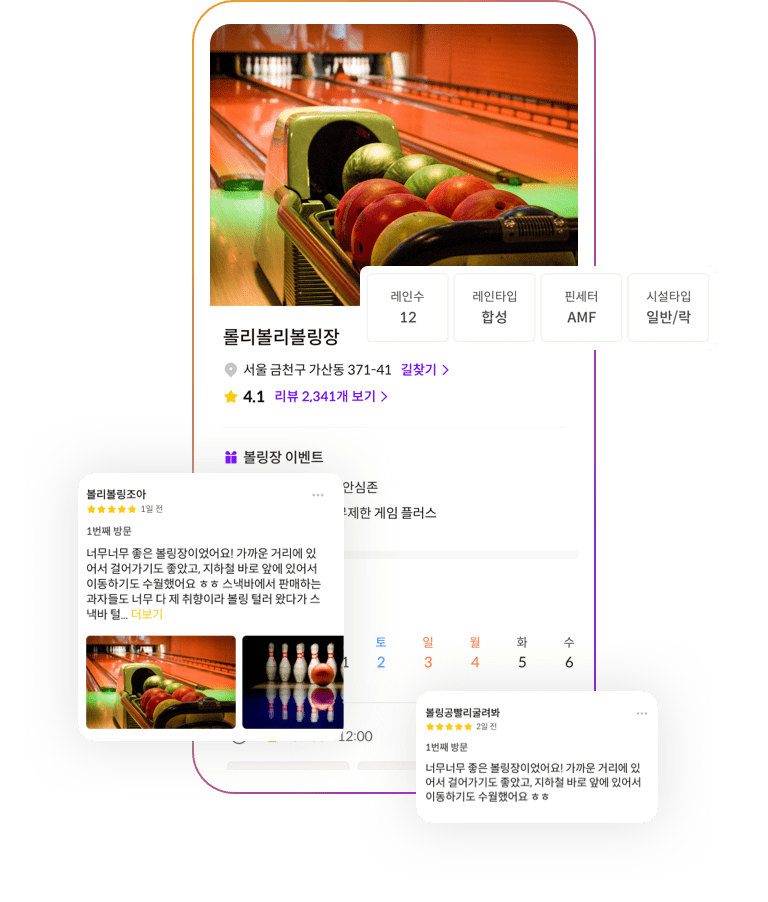 레인수
12
레인타입
합성
핀세터
AMF
시설타입
일반/락
롤리볼리볼링장
서울 금천구 가산동 371-41 길찾기
4.1 리뷰 2,341개 보기
볼링장 이벤트
안심존
게임 플러스
볼리볼링조아
1일 전
1번째 방문
너무너무 좋은 볼링장이었어요! 가까운 거리에 있
어서 걸어가기도 좋았고, 지하철 바로 앞에 있어서
이동하기도 수월했어요 ㅎㅎ 스낵바에서 판매하는
과자들도 너무 다 제 취향이라 볼링 털러 왔다가 스
낵바 털... 더보기
토 일 월 화 수
1 2 3 4 5 6
12:00
볼링공빨리굴려봐
2일 전
1번째 방문
너무너무 좋은 볼링장이었어요! 가까운 거리에 있
어서 걸어가기도 좋았고, 지하철 바로 앞에 있어서
이동하기도 수월했어요 ㅎㅎ